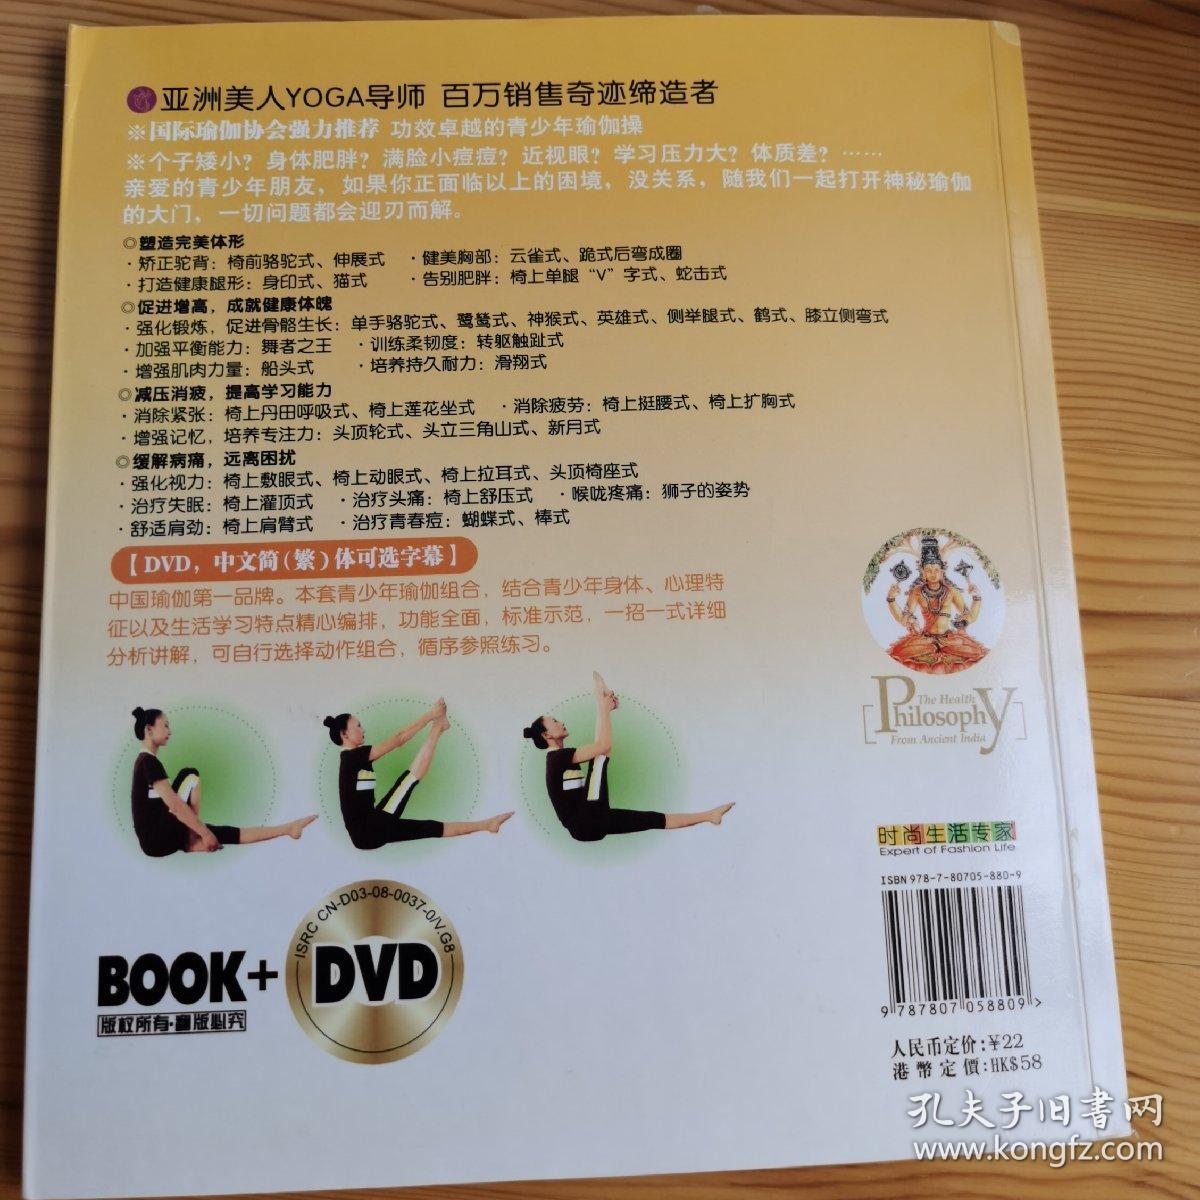 亚洲美人YOGA导师 百万销售奇迹缔造者
※国际瑜伽协会强力推荐 功效卓越的青少年瑜伽操
※个子矮小？身体肥胖？满脸小痘痘？近视眼？学习压力大？体质差？……
亲爱的青少年朋友，如果你正面临以上的困境，没关系，随我们一起打开神秘瑜伽
的大门，一切问题都会迎刃而解。
◎塑造完美体形
·矫正驼背：椅前骆驼式、伸展式 ·健美胸部：云雀式、跪式后弯成圈
·打造健康腿形：身印式、猫式 ·告别肥胖：椅上单腿“V”字式、蛇击式
◎促进增高，成就健康体魄
·强化锻炼，促进骨骼生长：单手骆驼式、鹭鸶式、神猴式、英雄式、侧举腿式、鹤式、膝立侧弯式
·加强平衡能力：舞者之王 ·训练柔韧度：转躯触趾式
·增强肌肉力量：船头式 ·培养持久耐力：滑翔式
◎减压消疲，提高学习能力
·消除紧张：椅上丹田呼吸式、椅上莲花坐式 ·消除疲劳：椅上挺腰式、椅上扩胸式
·增强记忆，培养专注力：头顶轮式、头立三角山式、新月式
◎缓解病痛，远离困扰
·强化视力：椅上敷眼式、椅上动眼式、椅上拉耳式、头顶椅座式
·治疗失眠：椅上灌顶式 ·治疗头痛：椅上舒压式 ·喉咙疼痛：狮子的姿势
·舒适肩劲：椅上肩臂式 ·治疗青春痘：蝴蝶式、棒式
【DVD，中文简（繁）体可选字幕】
中国瑜伽第一品牌。本套青少年瑜伽组合，结合青少年身体、心理特
征以及生活学习特点精心编排，功能全面，标准示范，一招一式详细
分析讲解，可自行选择动作组合，循序参照练习。
The Health
Philosophy
From Ancient India
时尚生活专家
Expert of Fashion Life
ISBN 978-7-80705-880-9
9 787807 058809 >
人民币定价:￥22
港幣定價:HK$58
ISRC CN-D03-08-0037-0/V.G8
BOOK+ DVD
版权所有·翻版必究
孔夫子旧书网
www.kongfz.com